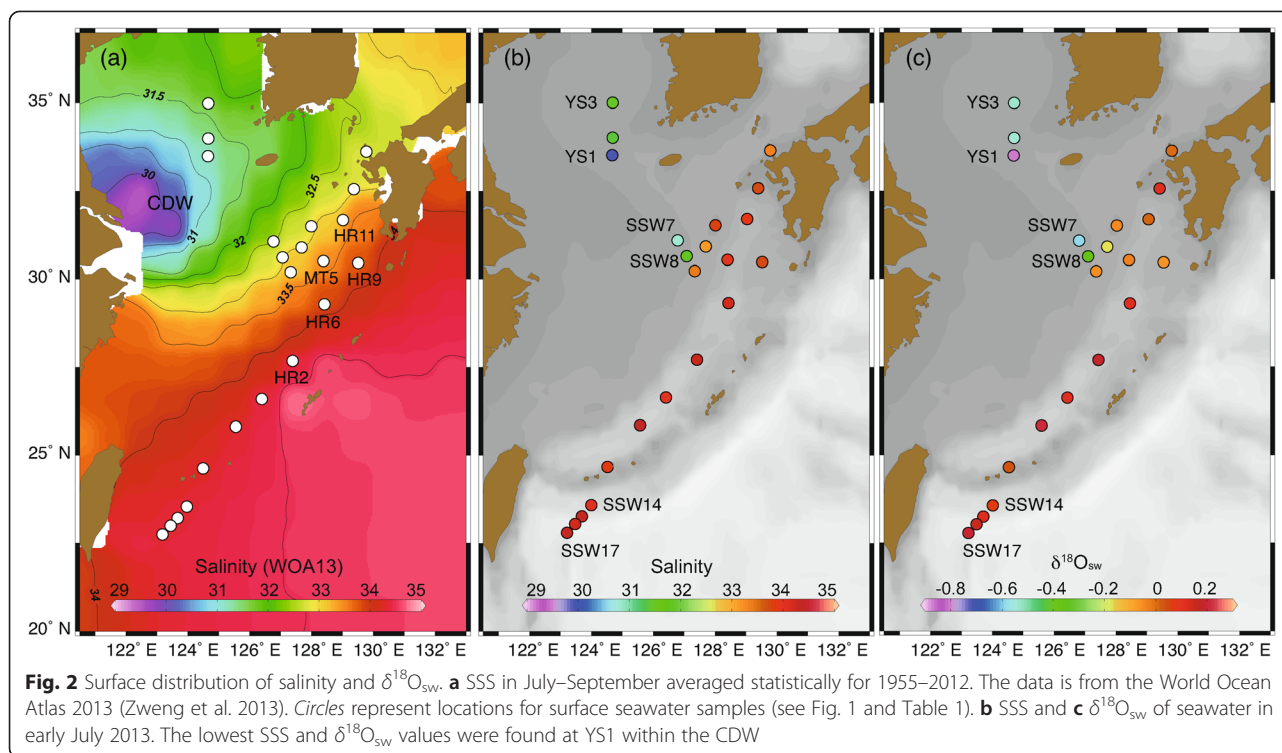 (a)
35° N
30° N
25° N
20° N
31.5
30
CDW
31
32
32.5
33.5
34
HR11
MT5
HR9
HR6
HR2
34
Salinity (WOA13)
29 30 31 32 33 34 35
122° E 124° E 126° E 128° E 130° E 132° E
(b)
YS3
YS1
SSW7
SSW8
SSW14
SSW17
Salinity
29 30 31 32 33 34 35
122° E 124° E 126° E 128° E 130° E 132° E
(c)
YS3
YS1
SSW7
SSW8
SSW14
SSW17
δ¹⁸Osw
-0.8 -0.6 -0.4 -0.2 0 0.2
122° E 124° E 126° E 128° E 130° E 132° E
Fig. 2 Surface distribution of salinity and δ¹⁸Osw. a SSS in July–September averaged statistically for 1955–2012. The data is from the World Ocean
Atlas 2013 (Zweng et al. 2013). Circles represent locations for surface seawater samples (see Fig. 1 and Table 1). b SSS and c δ¹⁸Osw of seawater in
early July 2013. The lowest SSS and δ¹⁸Osw values were found at YS1 within the CDW